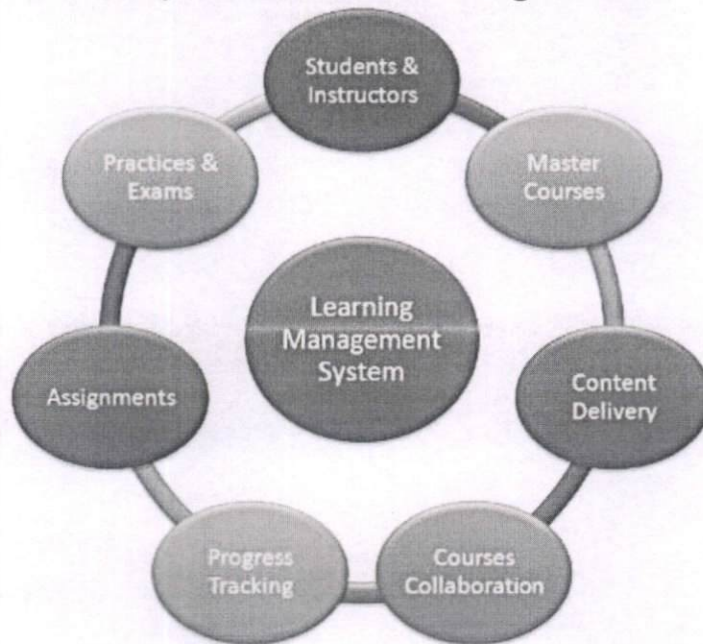 Students &
Instructors
Master
Courses
Content
Delivery
Courses
Collaboration
Progress
Tracking
Assignments
Practices &
Exams
Learning
Management
System